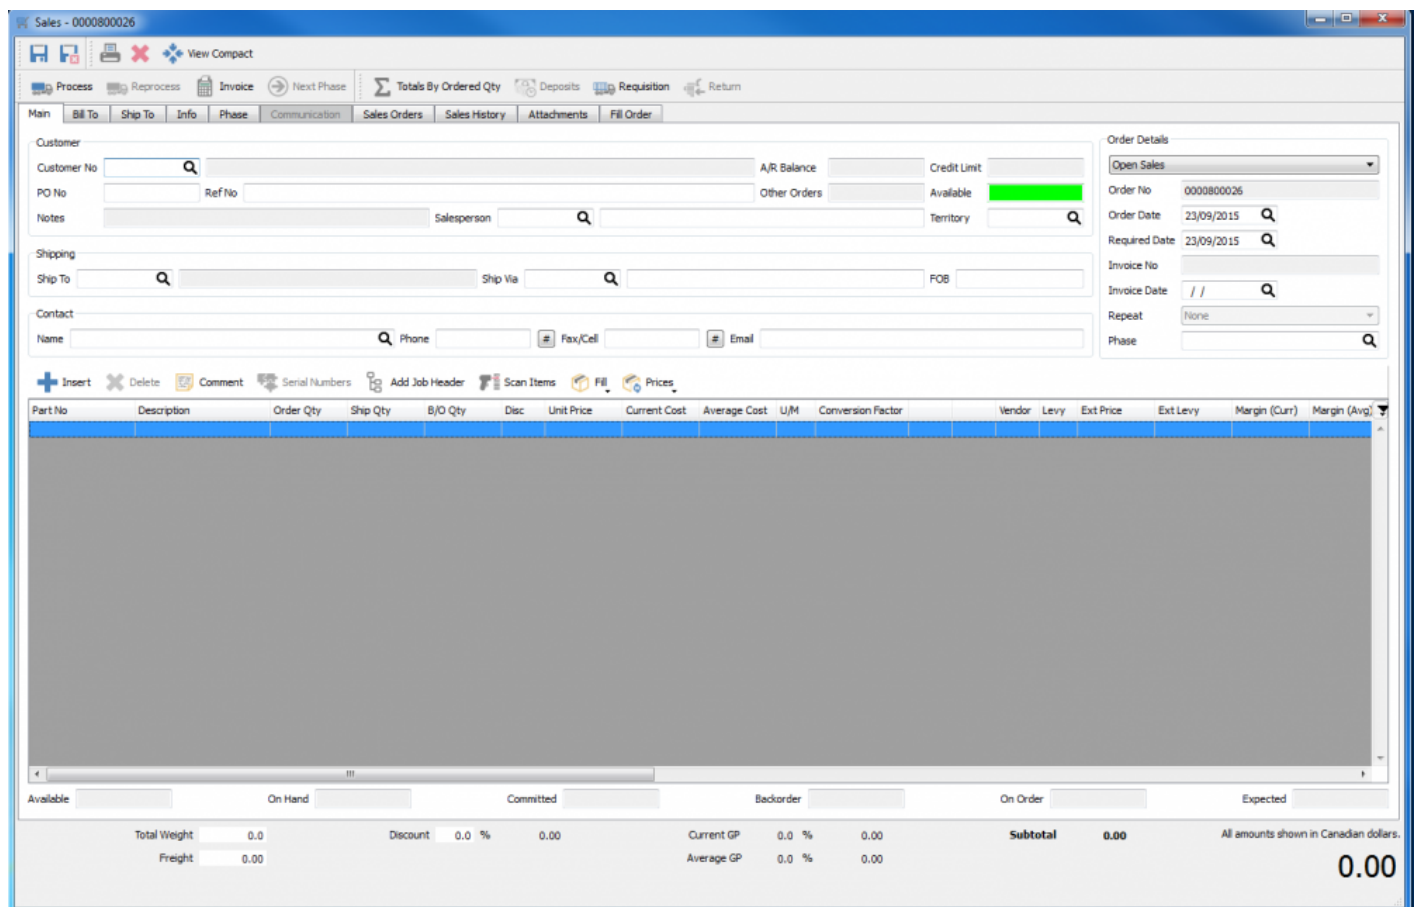 Sales - 0000800026
View Compact
Process Reprocess Invoice Next Phase Totals By Ordered Qty Deposits Requisition Return
Main Bill To Ship To Info Phase Communication Sales Orders Sales History Attachments Fill Order
Customer
Customer No A/R Balance Credit Limit
PO No Ref No Other Orders Available
Notes Salesperson Territory
Shipping
Ship To Ship Via FOB
Contact
Name Phone # Fax/Cell # Email
Order Details
Open Sales
Order No 0000800026
Order Date 23/09/2015
Required Date 23/09/2015
Invoice No
Invoice Date / /
Repeat None
Phase
Insert Delete Comment Serial Numbers Add Job Header Scan Items Fill Prices
Part No Description Order Qty Ship Qty B/O Qty Disc Unit Price Current Cost Average Cost U/M Conversion Factor Vendor Levy Ext Price Ext Levy Margin (Curr) Margin (Avg)
Available On Hand Committed Backorder On Order Expected
Total Weight 0.0 Discount 0.0 % 0.00 Current GP 0.0 % 0.00 Subtotal 0.00 All amounts shown in Canadian dollars.
Freight 0.00 Average GP 0.0 % 0.00 0.00